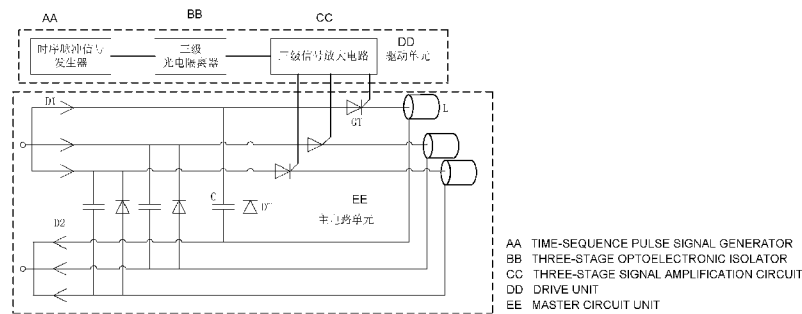 AA
BB
CC
时序脉冲信号
发生器
三级
光电隔离器
三级信号放大电路
DD
驱动单元
D1
GT
L
C
EE
主电路单元
D2
AA TIME-SEQUENCE PULSE SIGNAL GENERATOR
BB THREE-STAGE OPTOELECTRONIC ISOLATOR
CC THREE-STAGE SIGNAL AMPLIFICATION CIRCUIT
DD DRIVE UNIT
EE MASTER CIRCUIT UNIT